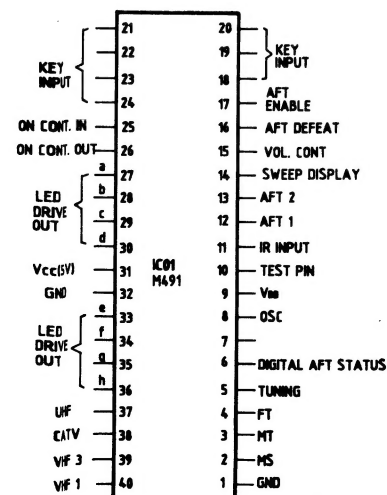 21 20
KEY INPUT 22 19 KEY INPUT
23 18
24 17 AFT ENABLE
ON CONT. IN 25 16 AFT DEFEAT
ON CONT. OUT 26 15 VOL. CONT
a 27 14 SWEEP DISPLAY
LED DRIVE OUT b 28 13 AFT 2
c 29 12 AFT 1
d 30 11 IR INPUT
Vcc(5V) 31 IC01 M491 10 TEST PIN
GND 32 9
e 33 8 OSC
LED DRIVE OUT f 34 7
g 35 6 DIGITAL AFT STATUS
h 36 5 TUNING
UHF 37 4 FT
CATV 38 3 MT
VHF 3 39 2 MS
VHF 1 40 1 GND